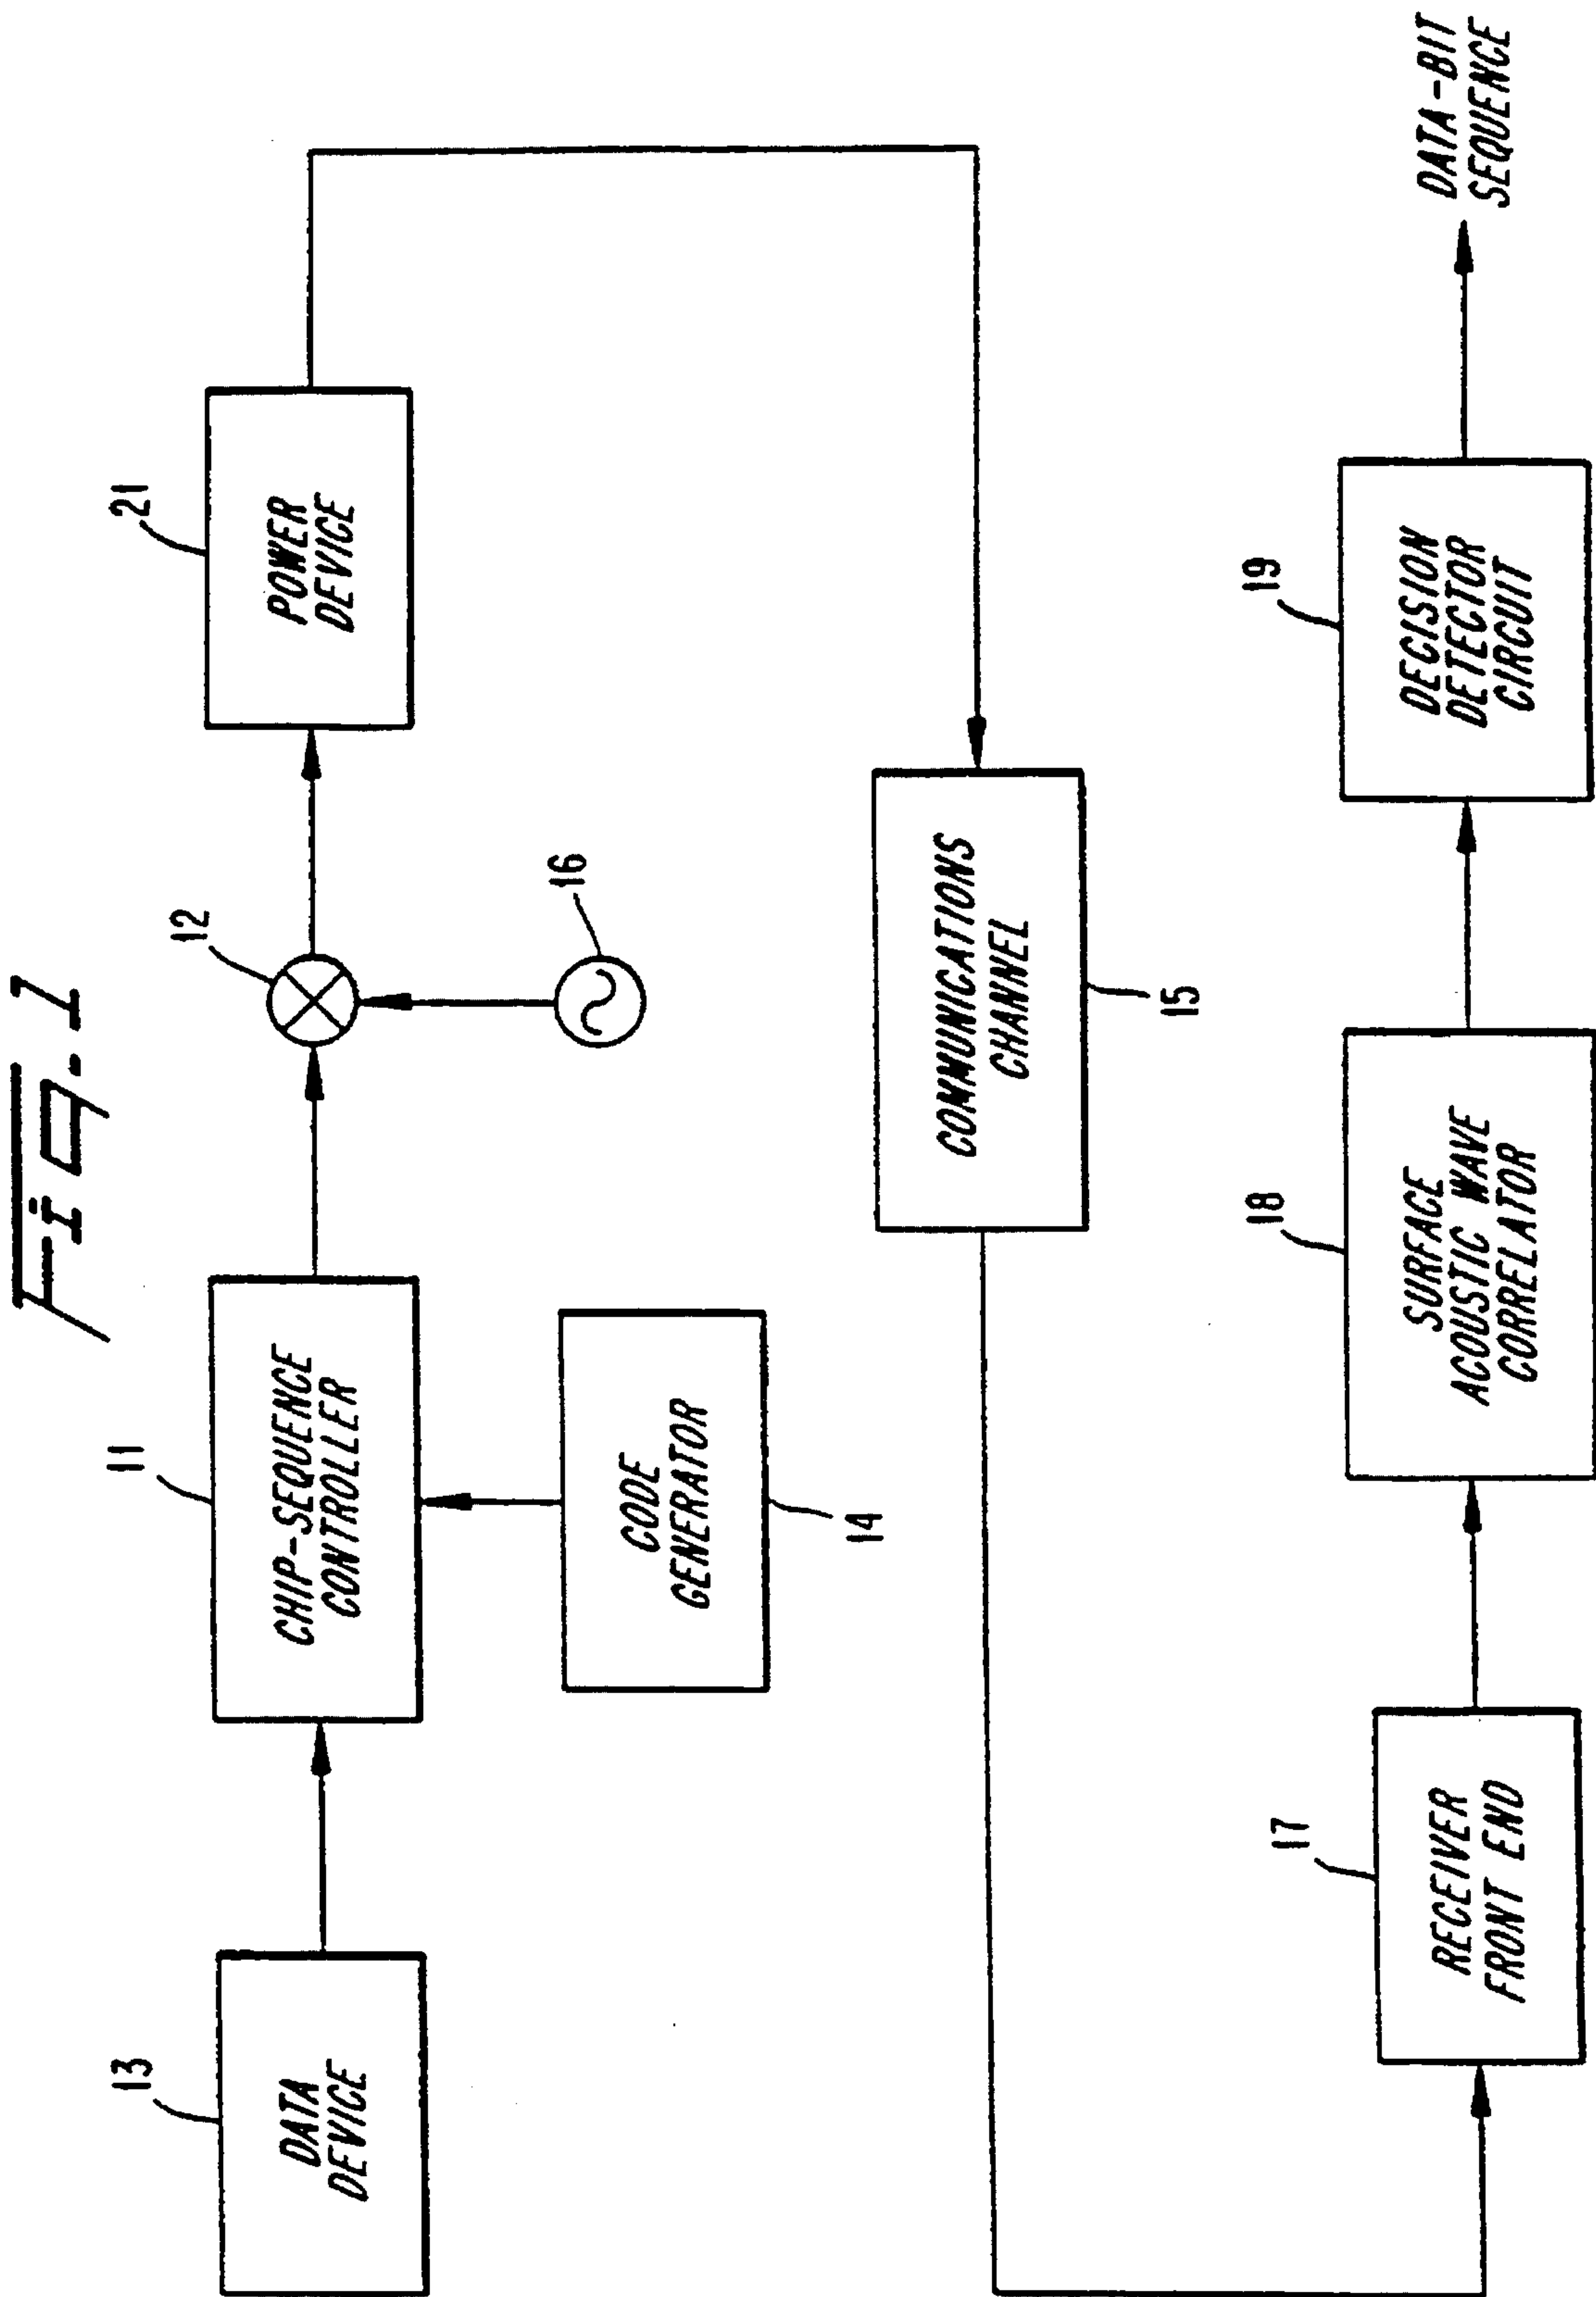 Fig. 1
13
DATA
DEVICE
11
CHIP-SEQUENCE
CONTROLLER
14
CODE
GENERATOR
12
16
21
POWER
DEVICE
COMMUNICATIONS
CHANNEL
15
17
RECEIVER
FRONT END
18
SURFACE
ACOUSTIC WAVE
CORRELATOR
19
DECISION
DETECTOR
CIRCUIT
DATA-BIT
SEQUENCE